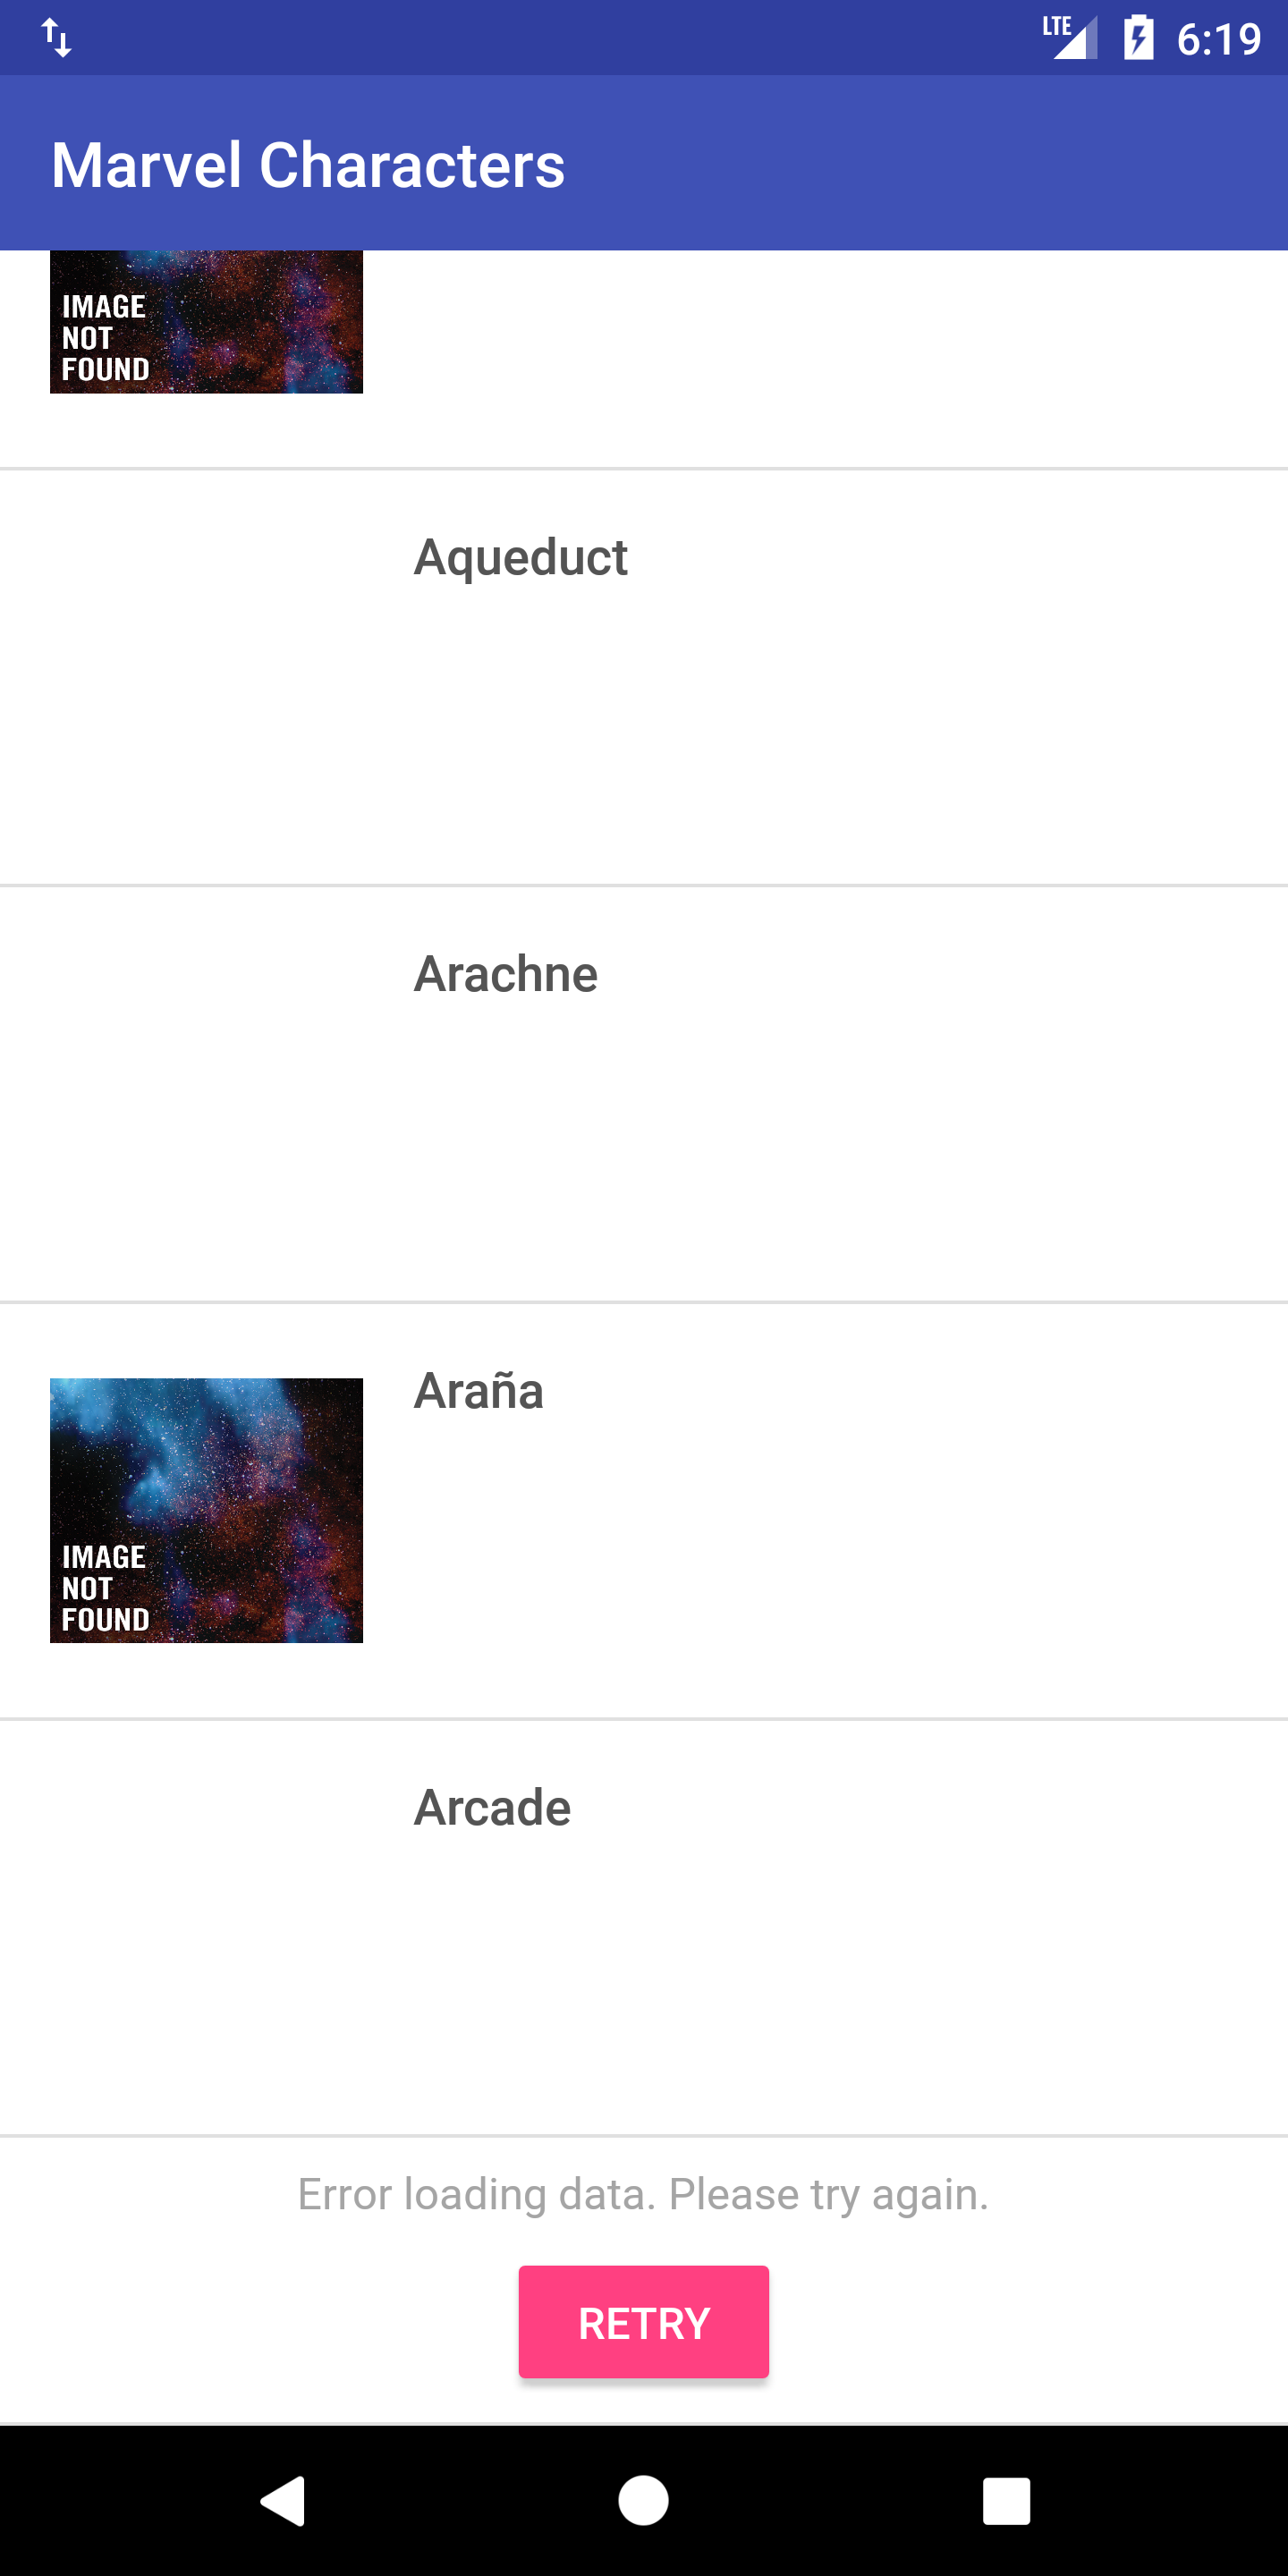 LTE 6:19
Marvel Characters
IMAGE
NOT
FOUND
Aqueduct
Arachne
Araña
IMAGE
NOT
FOUND
Arcade
Error loading data. Please try again.
RETRY